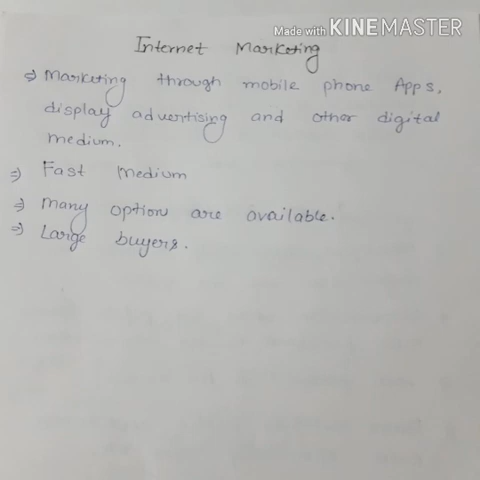 Made with KINEMASTER
Internet Marketing
⇒ Marketing through mobile phone Apps,
display advertising and other digital
medium.
⇒ Fast Medium
⇒ Many option are available.
⇒ Large buyers.